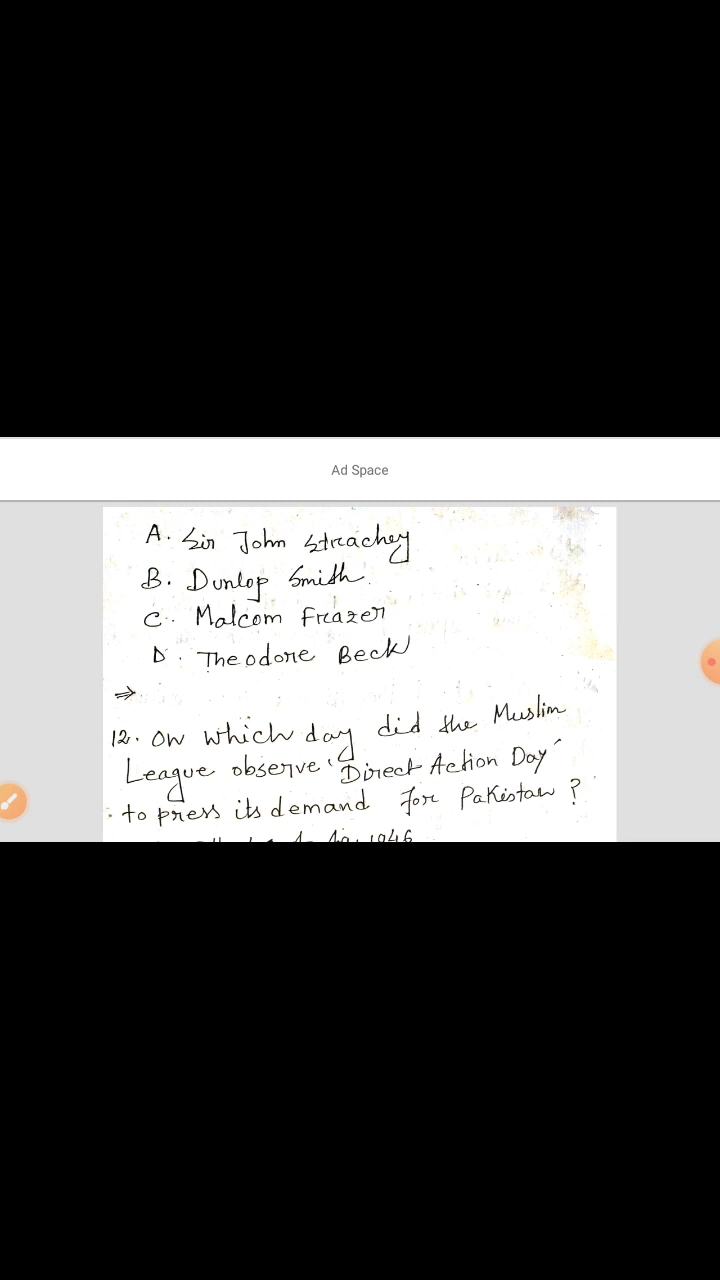 Ad Space
A. Sir John Strachey
B. Dunlop Smith.
C. Malcom Frazer
D. Theodore Beck
⇒
12. On which day did the Muslim
League observe 'Direct Action Day'
to press its demand for Pakistan?
1946